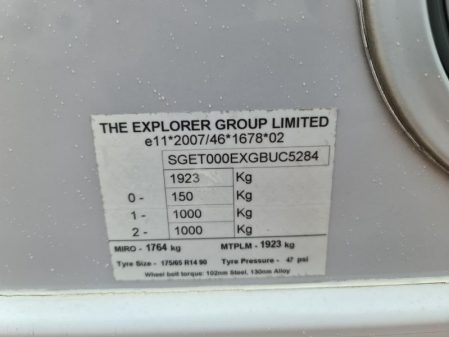 THE EXPLORER GROUP LIMITED
e11*2007/46*1678*02
SGET000EXGBUC5284
1923 Kg
0 - 150 Kg
1 - 1000 Kg
2 - 1000 Kg
MIRO - 1764 kg MTPLM - 1923 kg
Tyre Size - 175/65 R14 90 Tyre Pressure - 47 psi
Wheel bolt torque: 102nm Steel, 130nm Alloy